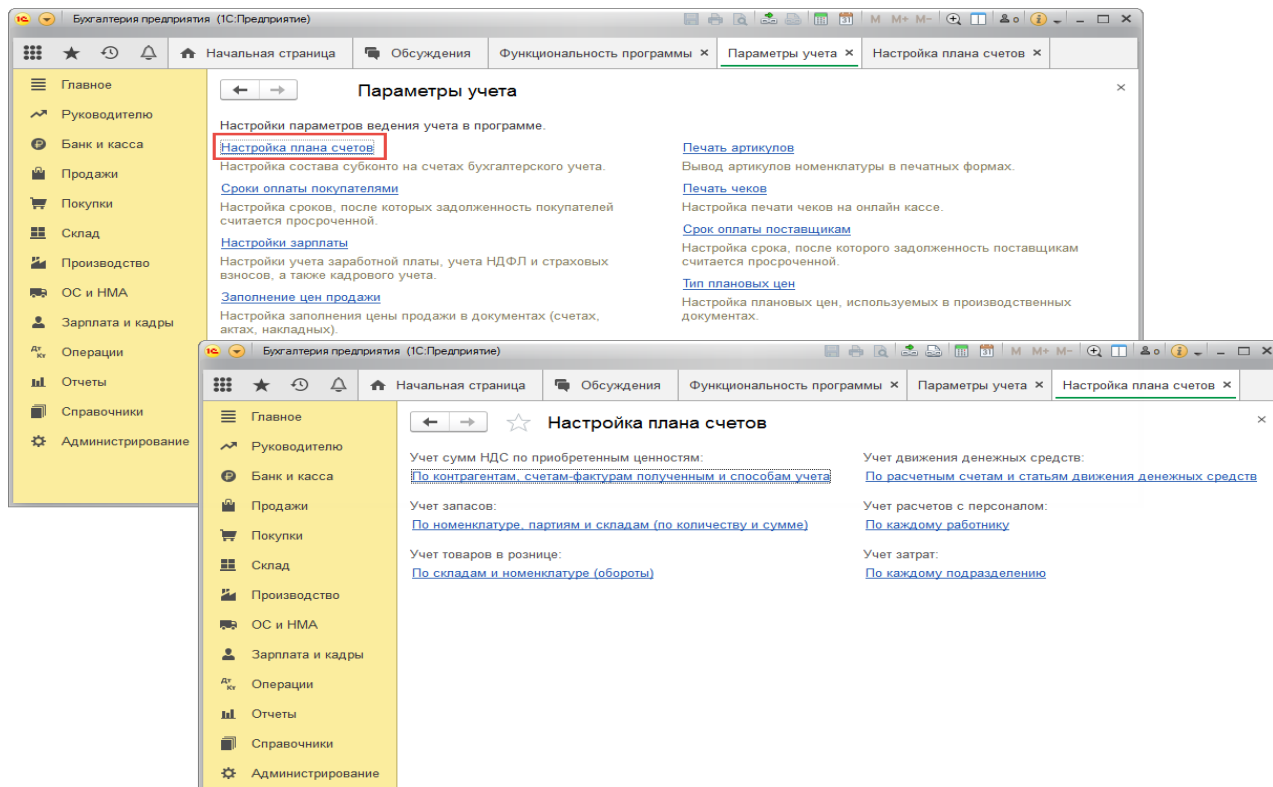 Бухгалтерия предприятия (1С:Предприятие)
M M+ M-
Начальная страница
Обсуждения
Функциональность программы ×
Параметры учета ×
Настройка плана счетов ×
Главное
Руководителю
Банк и касса
Продажи
Покупки
Склад
Производство
ОС и НМА
Зарплата и кадры
Операции
Отчеты
Справочники
Администрирование
Параметры учета
Настройки параметров ведения учета в программе.
Настройка плана счетов
Настройка состава субконто на счетах бухгалтерского учета.
Сроки оплаты покупателями
Настройка сроков, после которых задолженность покупателей
считается просроченной.
Настройки зарплаты
Настройки учета заработной платы, учета НДФЛ и страховых
взносов, а также кадрового учета.
Заполнение цен продажи
Настройка заполнения цены продажи в документах (счетах,
актах, накладных).
Печать артикулов
Вывод артикулов номенклатуры в печатных формах.
Печать чеков
Настройка печати чеков на онлайн кассе.
Срок оплаты поставщикам
Настройка срока, после которого задолженность поставщикам
считается просроченной.
Тип плановых цен
Настройка плановых цен, используемых в производственных
документах.
Бухгалтерия предприятия (1С:Предприятие)
M M+ M-
Начальная страница
Обсуждения
Функциональность программы ×
Параметры учета ×
Настройка плана счетов ×
Главное
Руководителю
Банк и касса
Продажи
Покупки
Склад
Производство
ОС и НМА
Зарплата и кадры
Операции
Отчеты
Справочники
Администрирование
Настройка плана счетов
Учет сумм НДС по приобретенным ценностям:
По контрагентам, счетам-фактурам полученным и способам учета
Учет запасов:
По номенклатуре, партиям и складам (по количеству и сумме)
Учет товаров в рознице:
По складам и номенклатуре (обороты)
Учет движения денежных средств:
По расчетным счетам и статьям движения денежных средств
Учет расчетов с персоналом:
По каждому работнику
Учет затрат:
По каждому подразделению